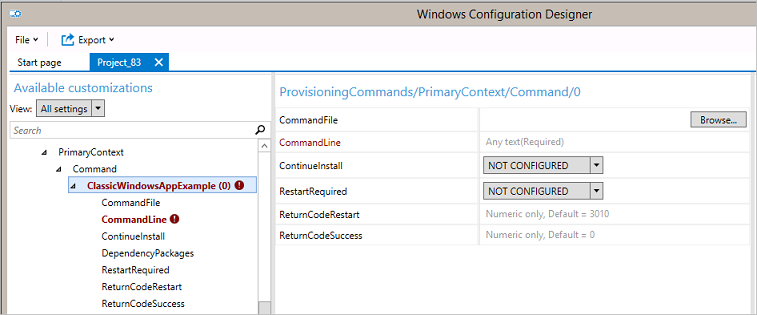 Windows Configuration Designer
File Export
Start page Project_83
Available customizations
View: All settings
Search
PrimaryContext
Command
ClassicWindowsAppExample (0)
CommandFile
CommandLine
ContinueInstall
DependencyPackages
RestartRequired
ReturnCodeRestart
ReturnCodeSuccess
ProvisioningCommands/PrimaryContext/Command/0
CommandFile Browse...
CommandLine Any text(Required)
ContinueInstall NOT CONFIGURED
RestartRequired NOT CONFIGURED
ReturnCodeRestart Numeric only, Default = 3010
ReturnCodeSuccess Numeric only, Default = 0